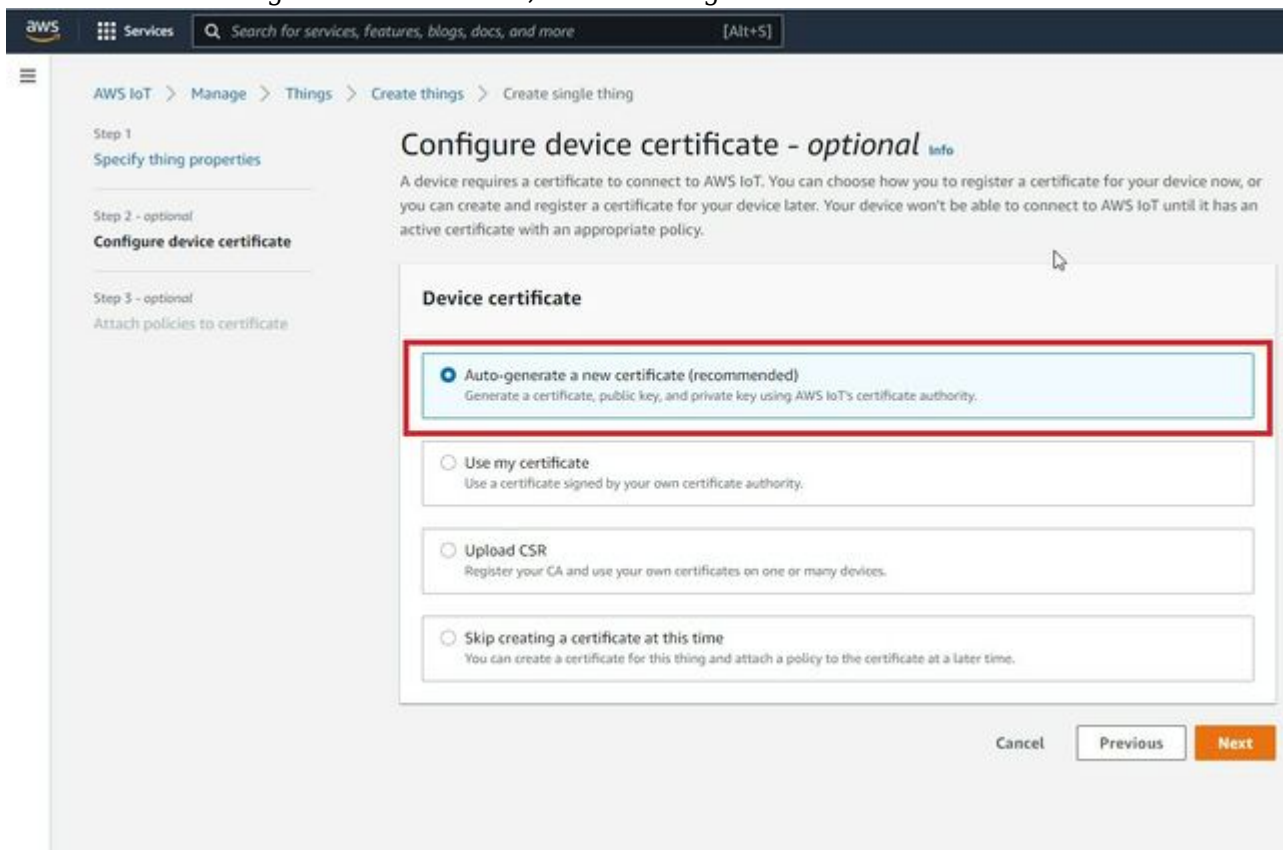 aws Services Search for services, features, blogs, docs, and more [Alt+S]
AWS IoT > Manage > Things > Create things > Create single thing
Step 1
Specify thing properties
Step 2 - optional
Configure device certificate
Step 3 - optional
Attach policies to certificate
Configure device certificate - optional Info
A device requires a certificate to connect to AWS IoT. You can choose how you to register a certificate for your device now, or
you can create and register a certificate for your device later. Your device won't be able to connect to AWS IoT until it has an
active certificate with an appropriate policy.
Device certificate
Auto-generate a new certificate (recommended)
Generate a certificate, public key, and private key using AWS IoT's certificate authority.
Use my certificate
Use a certificate signed by your own certificate authority.
Upload CSR
Register your CA and use your own certificates on one or many devices.
Skip creating a certificate at this time
You can create a certificate for this thing and attach a policy to the certificate at a later time.
Cancel Previous Next